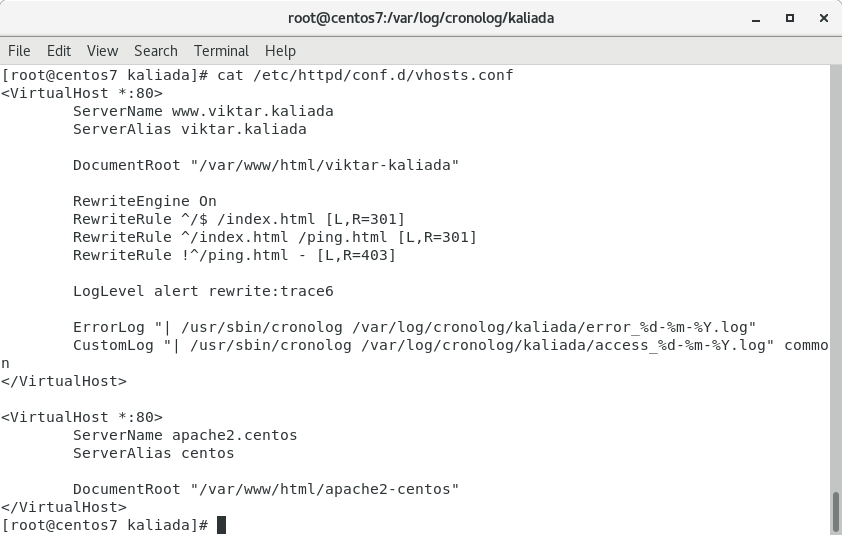 root@centos7:/var/log/cronolog/kaliada
File Edit View Search Terminal Help
[root@centos7 kaliada]# cat /etc/httpd/conf.d/vhosts.conf
<VirtualHost *:80>
        ServerName www.viktar.kaliada
        ServerAlias viktar.kaliada

        DocumentRoot "/var/www/html/viktar-kaliada"

        RewriteEngine On
        RewriteRule ^/$ /index.html [L,R=301]
        RewriteRule ^/index.html /ping.html [L,R=301]
        RewriteRule !^/ping.html - [L,R=403]

        LogLevel alert rewrite:trace6

        ErrorLog "| /usr/sbin/cronolog /var/log/cronolog/kaliada/error_%d-%m-%Y.log"
        CustomLog "| /usr/sbin/cronolog /var/log/cronolog/kaliada/access_%d-%m-%Y.log" commo
n
</VirtualHost>

<VirtualHost *:80>
        ServerName apache2.centos
        ServerAlias centos

        DocumentRoot "/var/www/html/apache2-centos"
</VirtualHost>
[root@centos7 kaliada]#